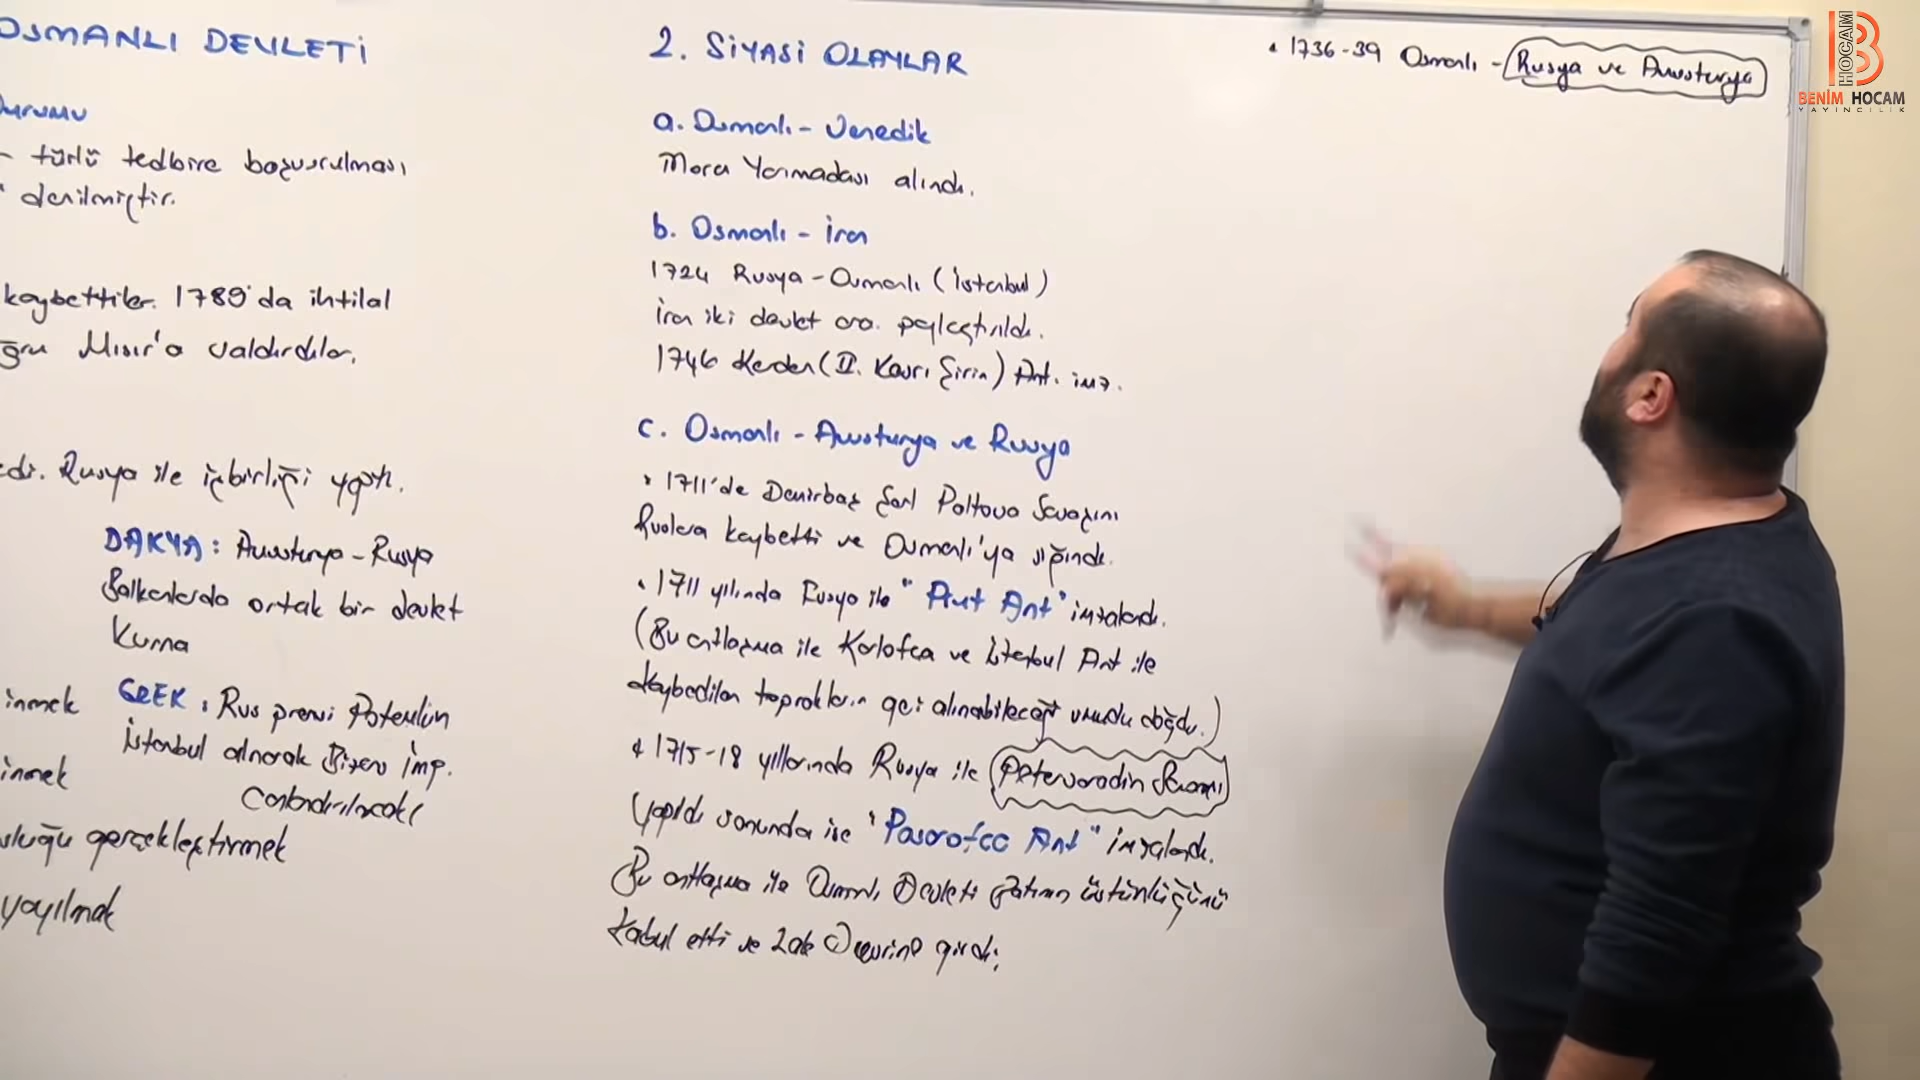 OSMANLI DEVLETİ
Durumu
türlü tedbire başvurulması
denilmiştir.
kaybettiler. 1789'da ihtilal
Mısır'a saldırdılar.
Rusya ile işbirliği yaptı.
DAKYA: Avusturya - Rusya
Balkanlarda ortak bir devlet
Kurma
inmek
GREK: Rus prensi Potemkin
İstanbul alınarak Bizans İmp.
inmek
Canlandırılacaktı
gerçekleştirmek
yayılmak
2. SİYASİ OLAYLAR
a. Osmanlı - Venedik
Mora Yarımadası alındı.
b. Osmanlı - İran
1724 Rusya - Osmanlı (İstanbul)
İran iki devlet ara. paylaştırıldı.
1746 Kerden (II. Kasrı Şirin) Ant. imz.
c. Osmanlı - Avusturya ve Rusya
• 1711'de Demirbaş Şarl Poltova Savaşını
Ruslara kaybetti ve Osmanlı'ya sığındı.
• 1711 yılında Rusya ile "Prut Ant" imzalandı.
(Bu antlaşma ile Karlofça ve İstanbul Ant ile
Kaybedilen toprakların geri alınabileceği umudu doğdu.)
• 1715-18 yıllarında Rusya ile Petervaradin Savaşı
yapıldı sonunda ise "Pasarofça Ant" imzalandı.
Bu antlaşma ile Osmanlı Devleti Batının üstünlüğünü
Kabul etti ve Lale Devrine girdi.
• 1736-39 Osmanlı - Rusya ve Avusturya
BENİM HOCAM
YAYINCILIK